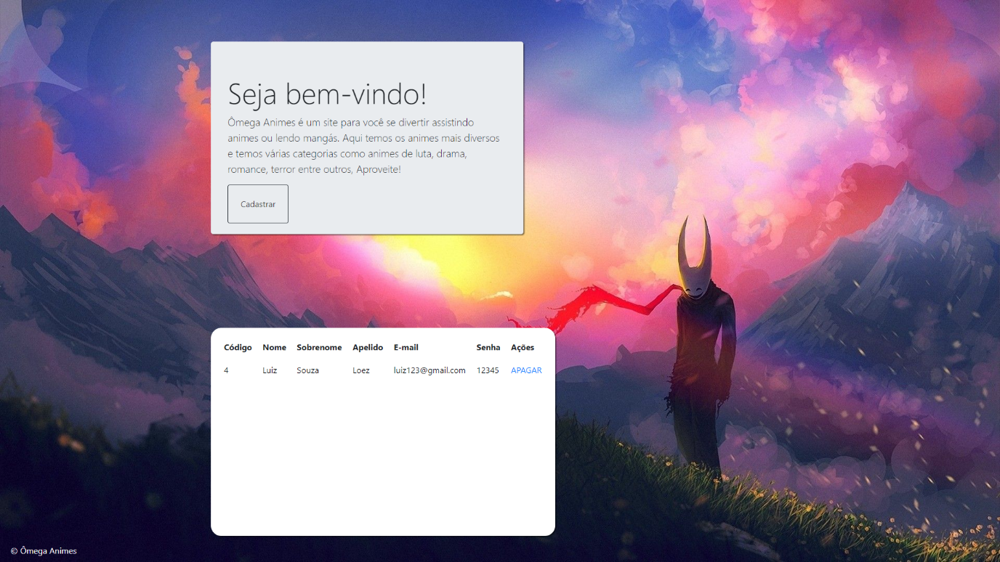 Seja bem-vindo!
Ômega Animes é um site para você se divertir assistindo
animes ou lendo mangás. Aqui temos os animes mais diversos
e temos várias categorias como animes de luta, drama,
romance, terror entre outros, Aproveite!
Cadastrar
Código Nome Sobrenome Apelido E-mail Senha Ações
4 Luiz Souza Loez luiz123@gmail.com 12345 APAGAR
© Ômega Animes